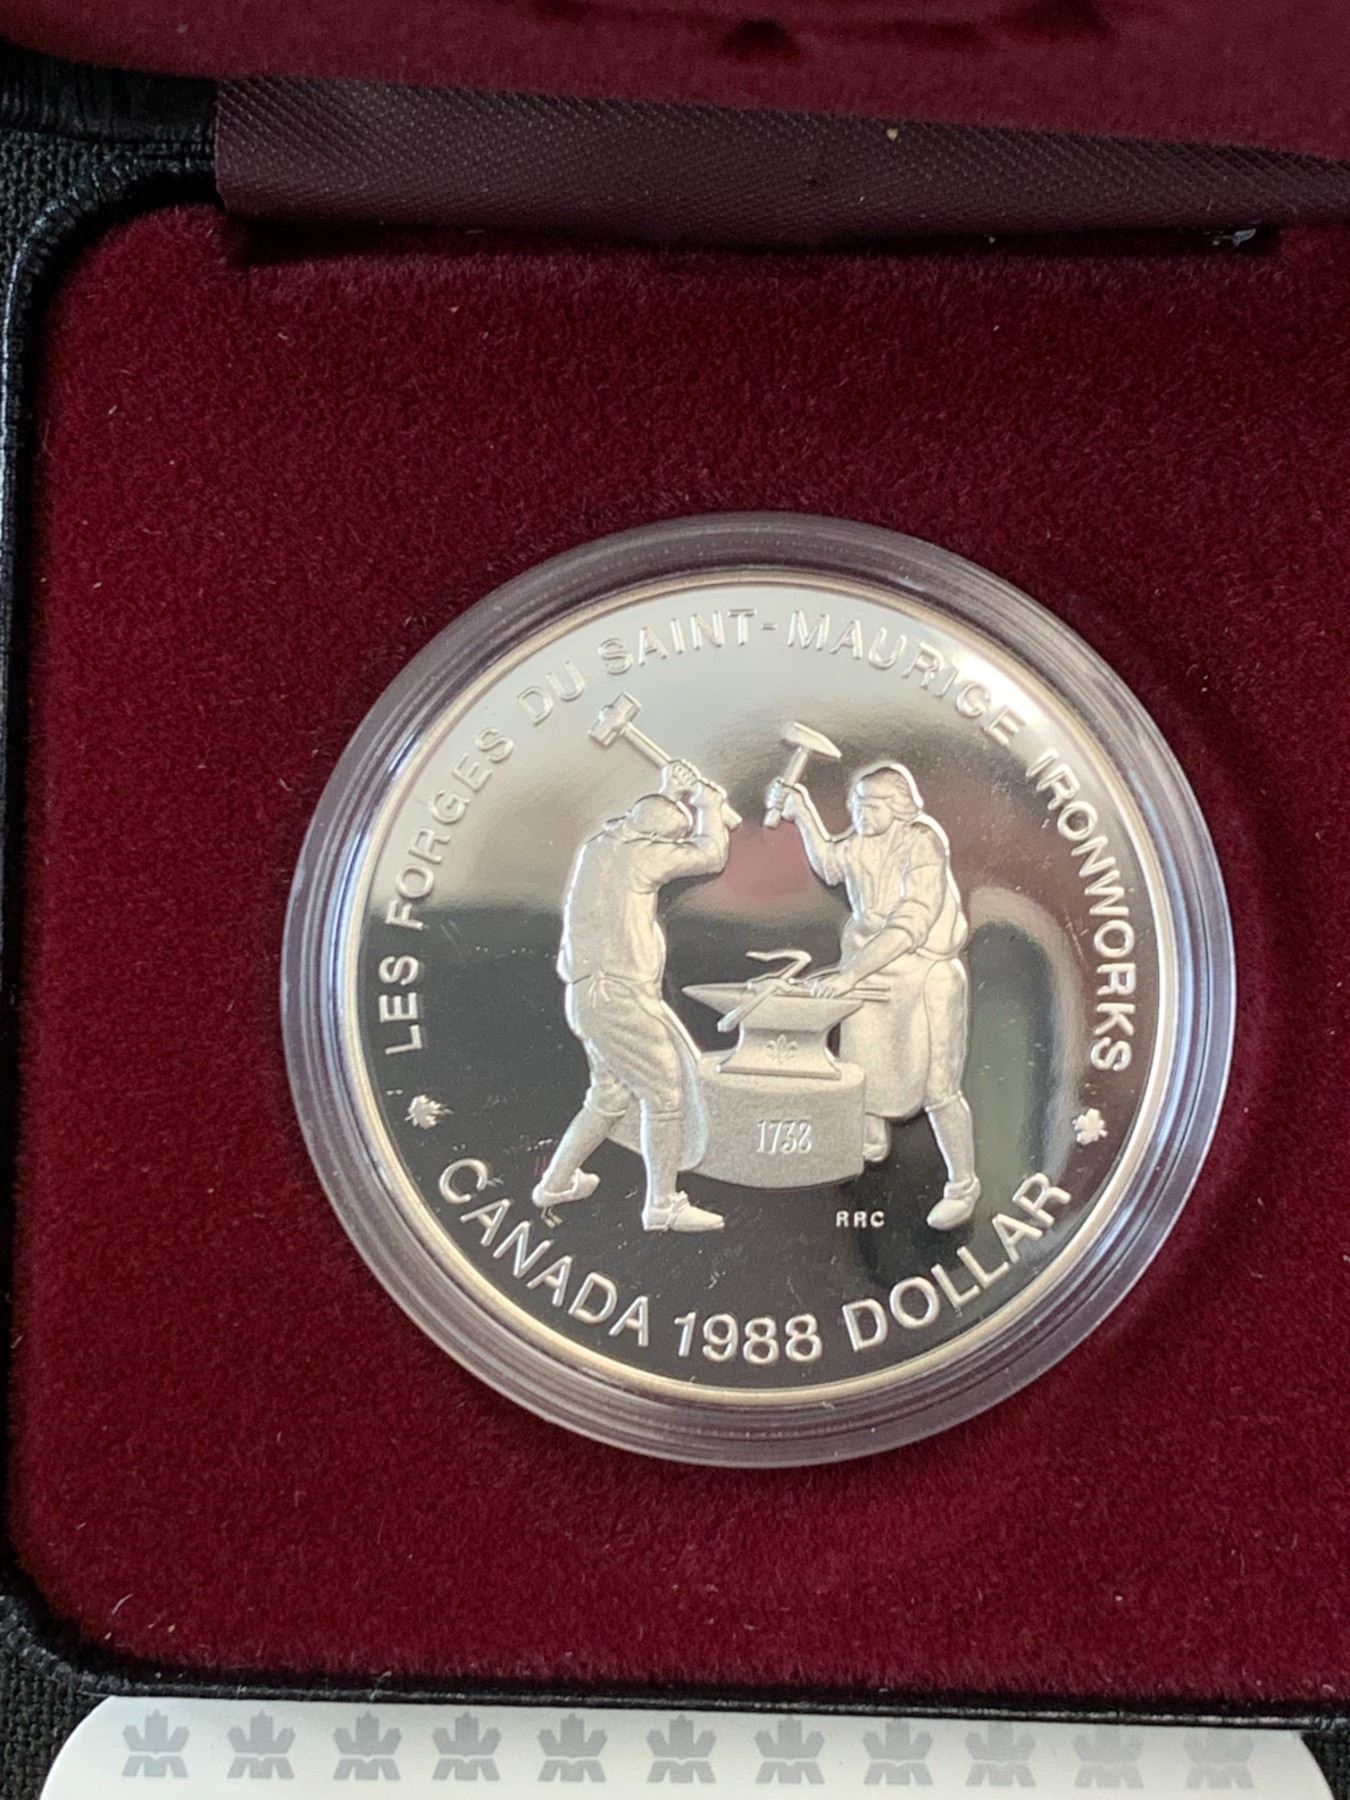 LES FORGES DU SAINT-MAURICE IRONWORKS
1738
RRC
CANADA 1988 DOLLAR